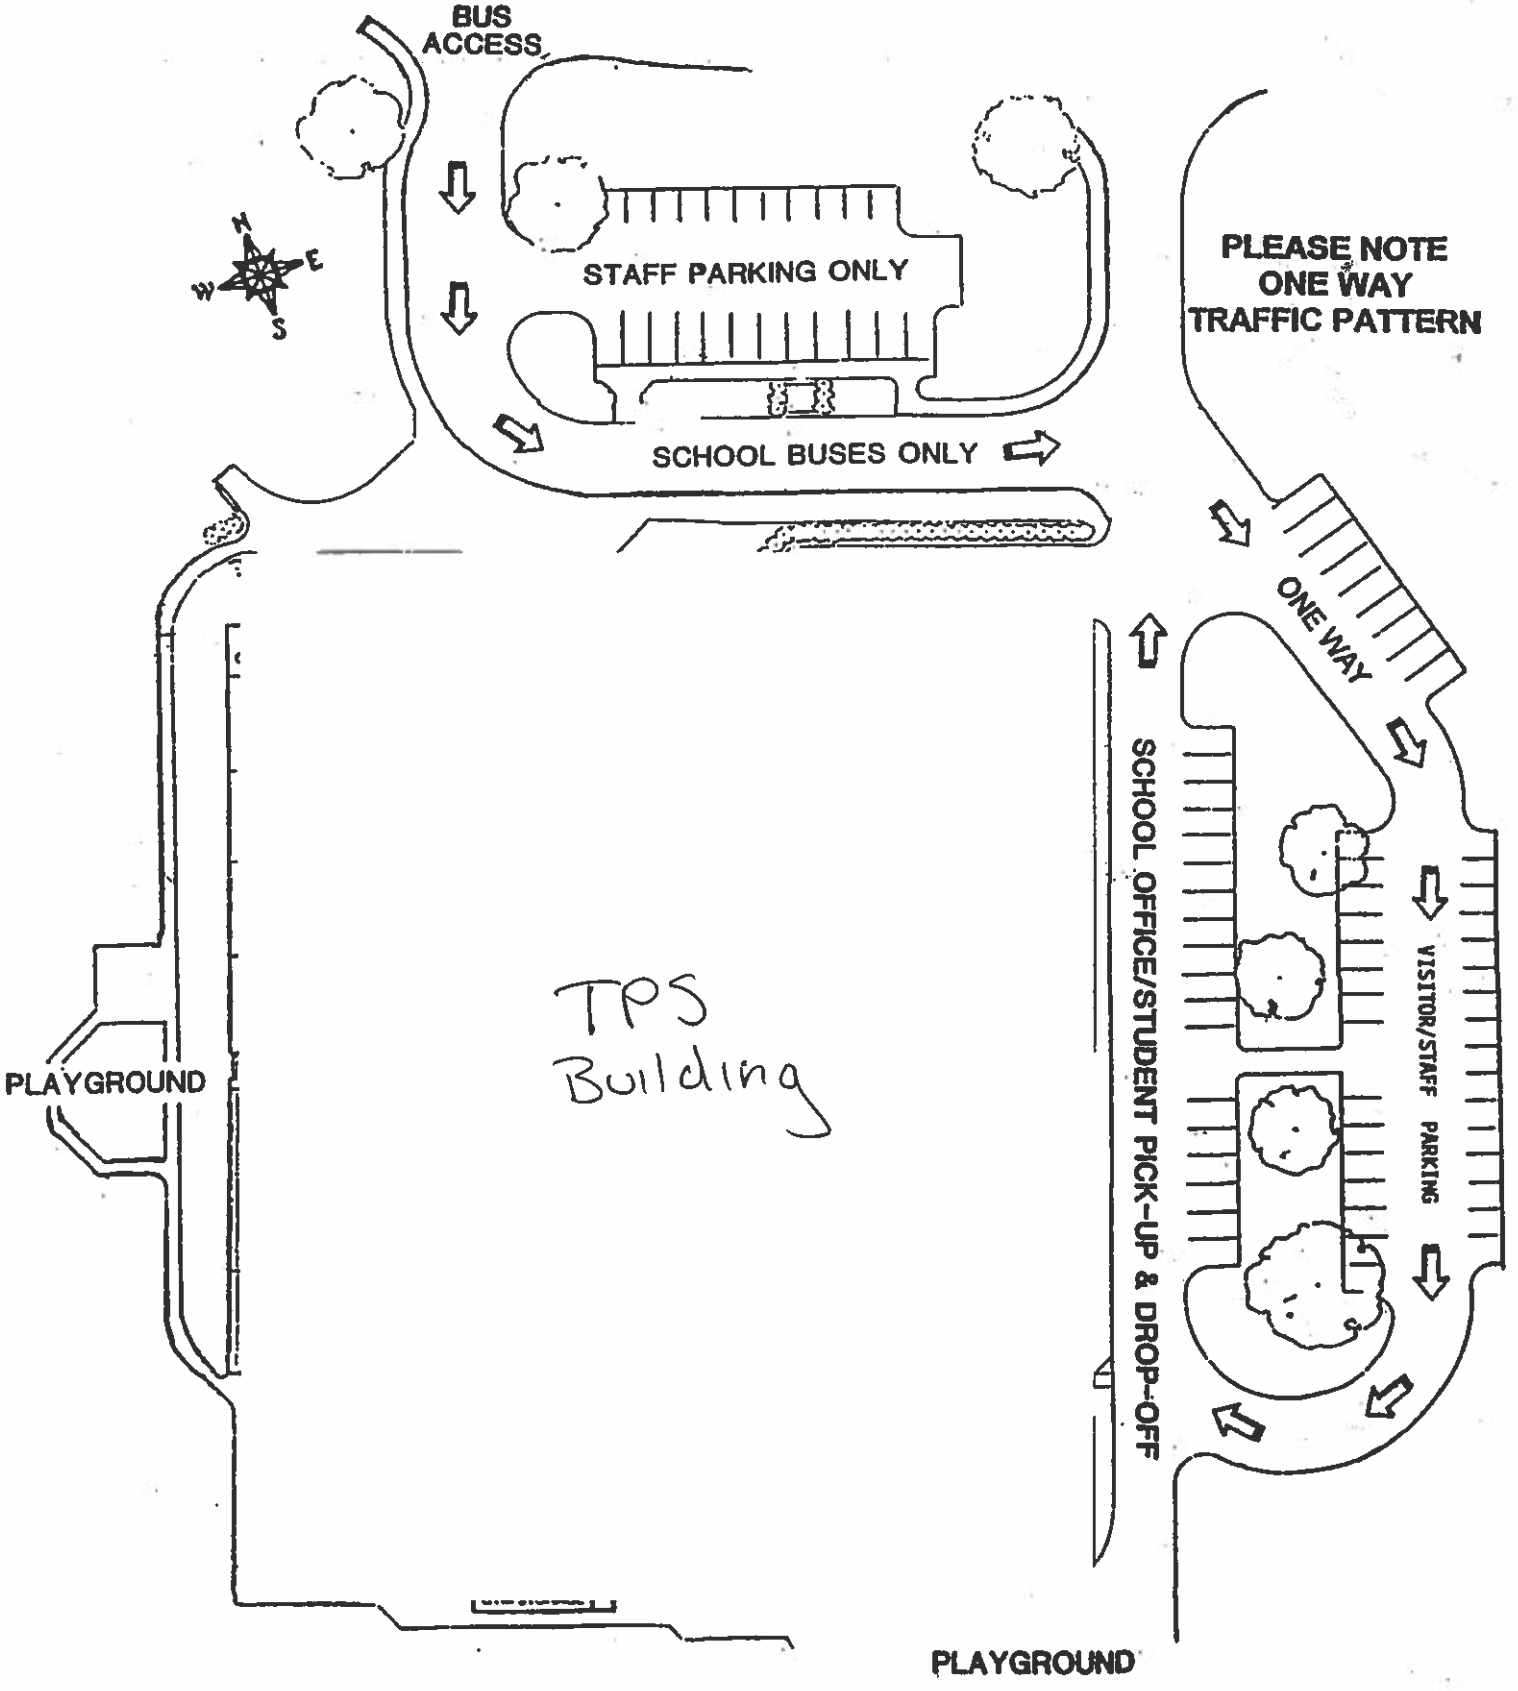 BUS
ACCESS
N
E
W
S
STAFF PARKING ONLY
PLEASE NOTE
ONE WAY
TRAFFIC PATTERN
SCHOOL BUSES ONLY
ONE WAY
SCHOOL OFFICE/STUDENT PICK-UP & DROP-OFF
VISITOR/STAFF PARKING
TPS
Building
PLAYGROUND
PLAYGROUND